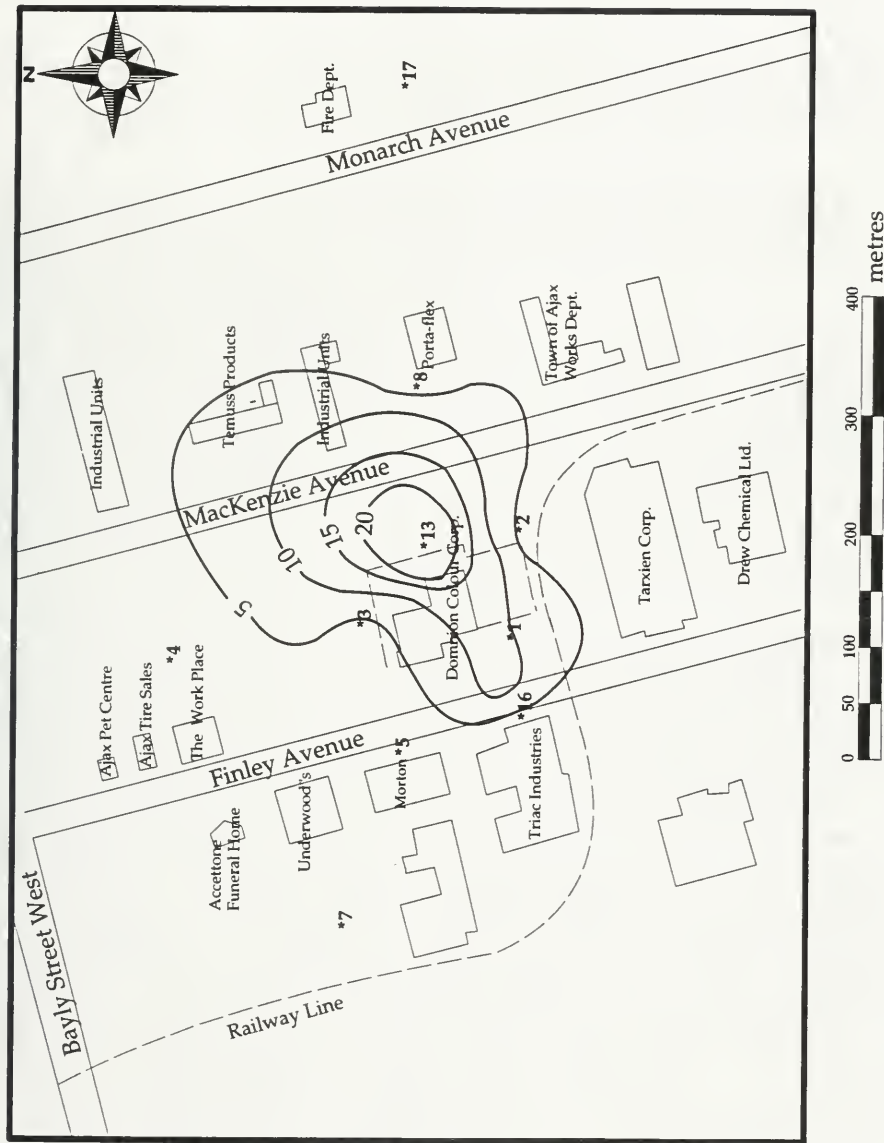 N
*17
Fire Dept.
Monarch Avenue
Industrial Units
Temuss Products
Industrial Units
Porta-flex
*8
Town of Ajax
Works Dept.
MacKenzie Avenue
5
10
15
20
*13
*2
*3
Dominion Colour Corp.
*1
Tarxien Corp.
Drew Chemical Ltd.
*4
Ajax Pet Centre
Ajax Tire Sales
The Work Place
Finley Avenue
*16
*5
Morton
Triac Industries
Underwood"s
Accettone
Funeral Home
*7
Bayly Street West
Railway Line
0 50 100 200 300 400
metres